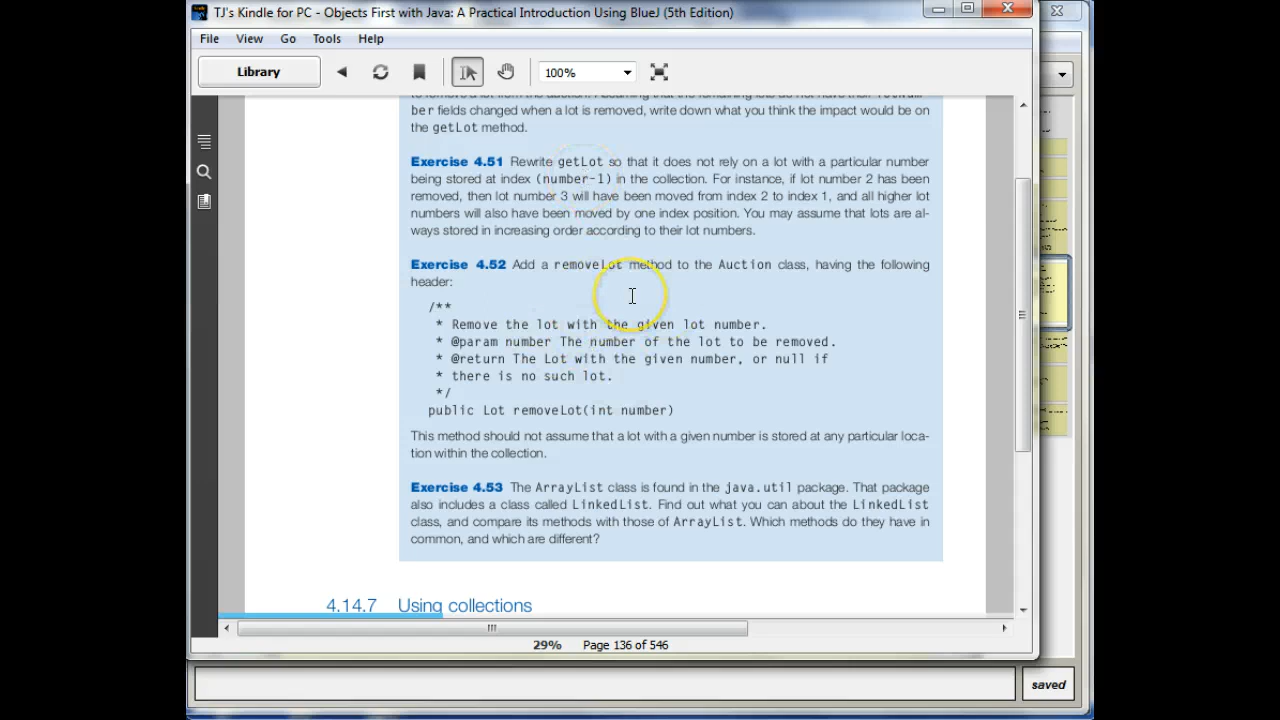 TJ's Kindle for PC - Objects First with Java: A Practical Introduction Using BlueJ (5th Edition)
File View Go Tools Help
Library 100%
ber fields changed when a lot is removed, write down what you think the impact would be on
the getLot method.
Exercise 4.51 Rewrite getLot so that it does not rely on a lot with a particular number
being stored at index (number-1) in the collection. For instance, if lot number 2 has been
removed, then lot number 3 will have been moved from index 2 to index 1, and all higher lot
numbers will also have been moved by one index position. You may assume that lots are al-
ways stored in increasing order according to their lot numbers.
Exercise 4.52 Add a removeLot method to the Auction class, having the following
header:
/**
* Remove the lot with the given lot number.
* @param number The number of the lot to be removed.
* @return The Lot with the given number, or null if
* there is no such lot.
*/
public Lot removeLot(int number)
This method should not assume that a lot with a given number is stored at any particular loca-
tion within the collection.
Exercise 4.53 The ArrayList class is found in the java.util package. That package
also includes a class called LinkedList. Find out what you can about the LinkedList
class, and compare its methods with those of ArrayList. Which methods do they have in
common, and which are different?
4.14.7 Using collections
29% Page 136 of 546
saved